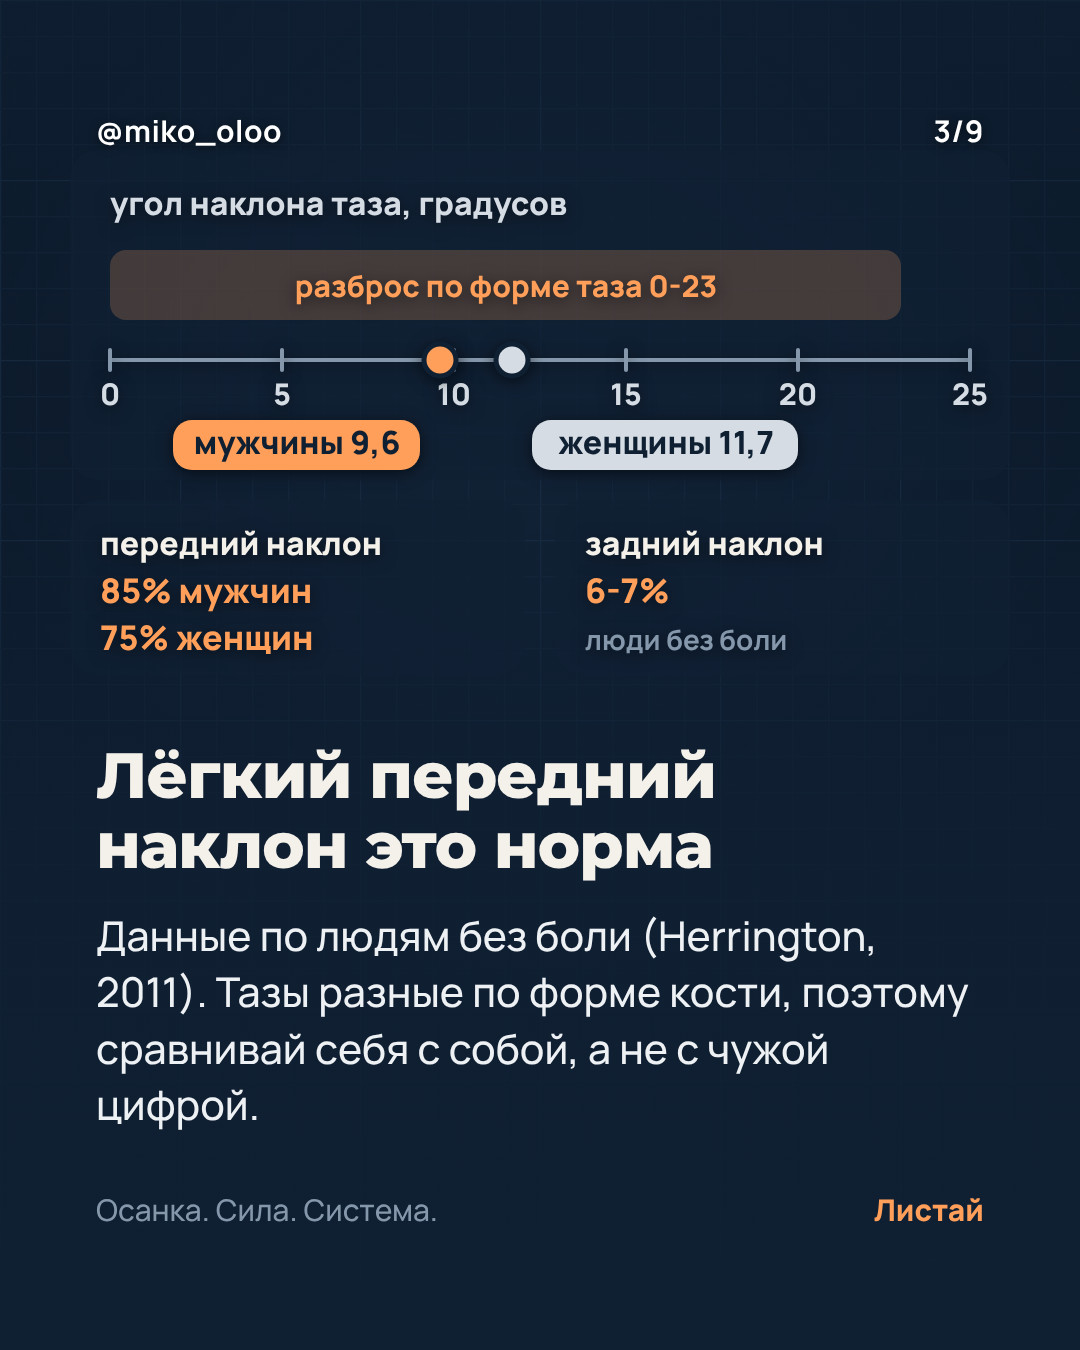 @miko_oloo
3/9
угол наклона таза, градусов
разброс по форме таза 0-23
0 5 10 15 20 25
мужчины 9,6
женщины 11,7
передний наклон
85% мужчин
75% женщин
задний наклон
6-7%
люди без боли
Лёгкий передний
наклон это норма
Данные по людям без боли (Herrington,
2011). Тазы разные по форме кости, поэтому
сравнивай себя с собой, а не с чужой
цифрой.
Осанка. Сила. Система.
Листай